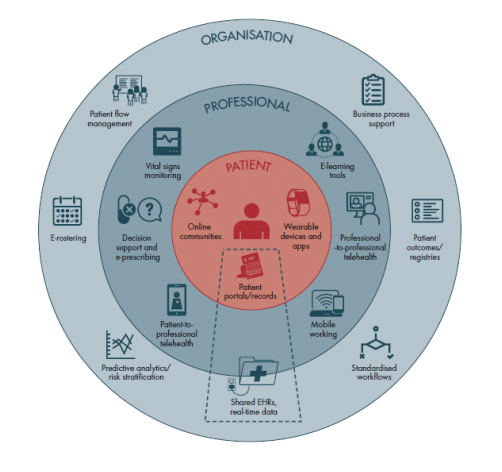 ORGANISATION
Patient flow
management
Business process
support
PROFESSIONAL
Vital signs
monitoring
E-learning
tools
PATIENT
Online
communities
Wearable
devices and
apps
E-rostering
Decision
support and
e-prescribing
Professional
-to-professional
telehealth
Patient
outcomes/
registries
Patient
portals/records
Patient-to-
professional
telehealth
Mobile
working
Predictive analytics/
risk stratification
Standardised
workflows
Shared EHRs,
real-time data